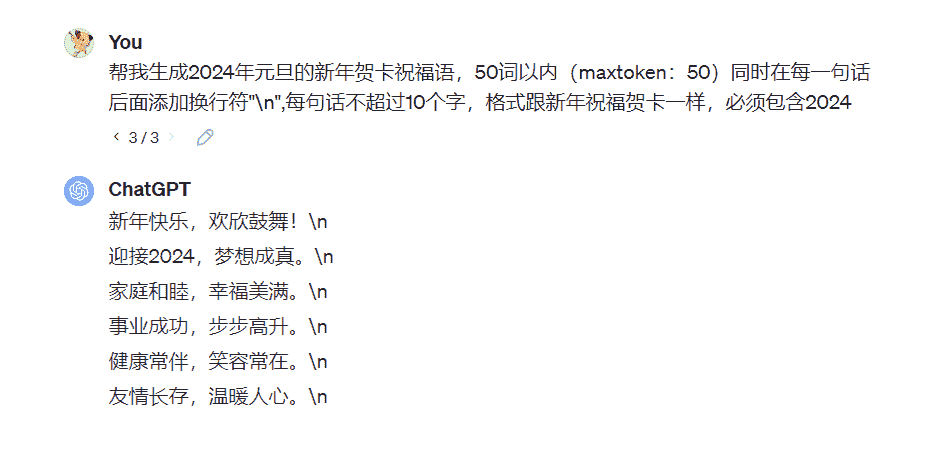 You
帮我生成2024年元旦的新年贺卡祝福语，50词以内（maxtoken：50）同时在每一句话
后面添加换行符"\n",每句话不超过10个字，格式跟新年祝福贺卡一样，必须包含2024
< 3 / 3 >
ChatGPT
新年快乐，欢欣鼓舞！\n
迎接2024，梦想成真。\n
家庭和睦，幸福美满。\n
事业成功，步步高升。\n
健康常伴，笑容常在。\n
友情长存，温暖人心。\n